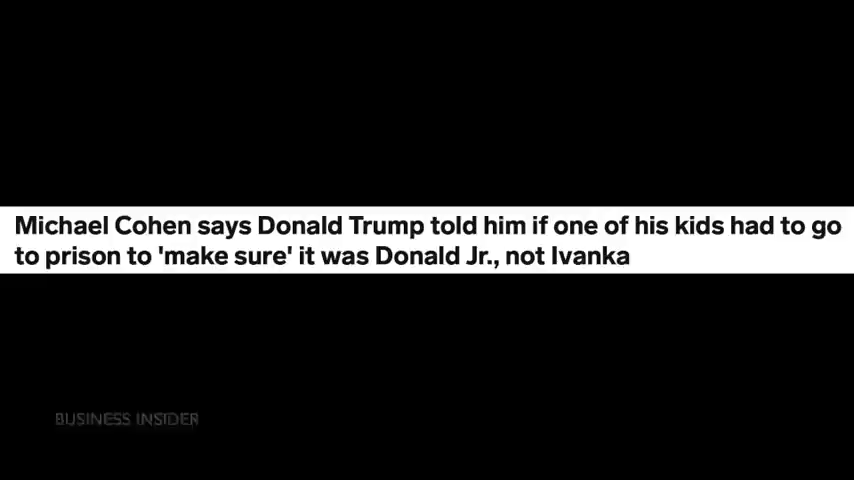 Michael Cohen says Donald Trump told him if one of his kids had to go
to prison to 'make sure' it was Donald Jr., not Ivanka
BUSINESS INSIDER